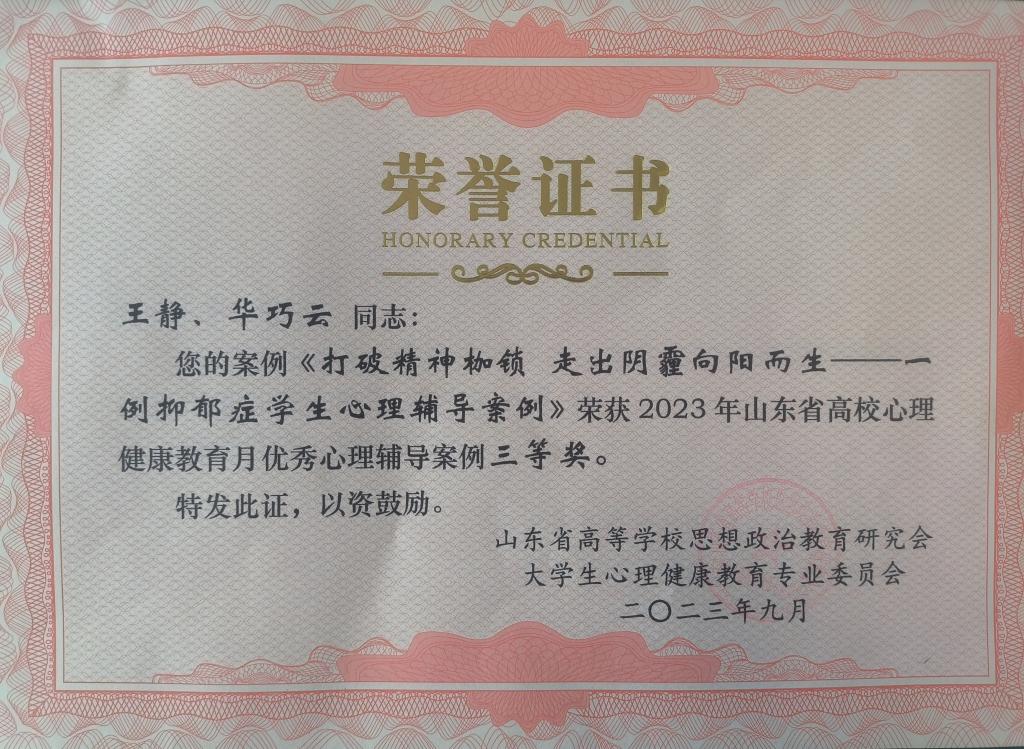 荣誉证书
HONORARY CREDENTIAL
王静、华巧云 同志：
您的案例《打破精神枷锁 走出阴霾向阳而生——一
例抑郁症学生心理辅导案例》荣获 2023 年山东省高校心理
健康教育月优秀心理辅导案例三等奖。
特发此证，以资鼓励。
山东省高等学校思想政治教育研究会
大学生心理健康教育专业委员会
二〇二三年九月